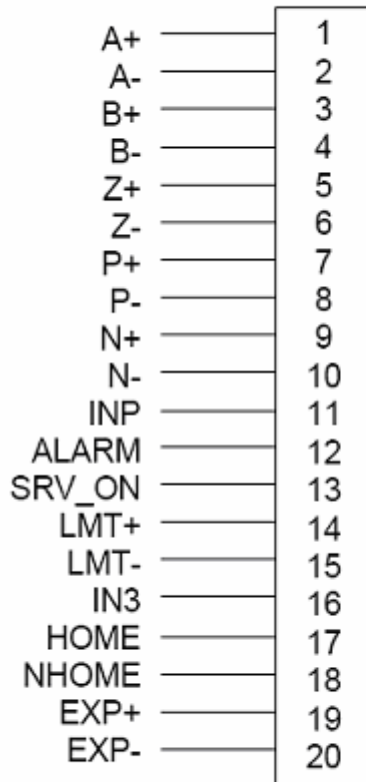 A+ 1
A- 2
B+ 3
B- 4
Z+ 5
Z- 6
P+ 7
P- 8
N+ 9
N- 10
INP 11
ALARM 12
SRV_ON 13
LMT+ 14
LMT- 15
IN3 16
HOME 17
NHOME 18
EXP+ 19
EXP- 20